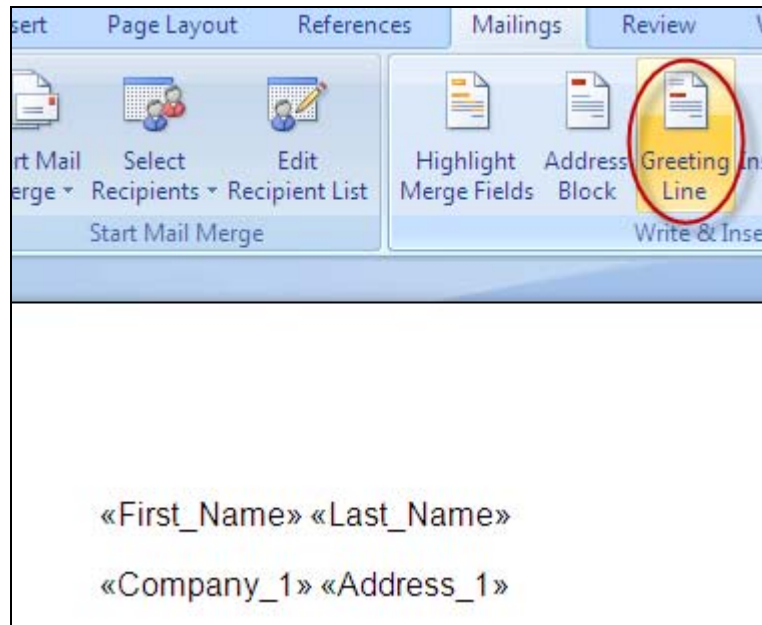 sert Page Layout References Mailings Review
rt Mail Select Edit Highlight Address Greeting Ins
erge Recipients Recipient List Merge Fields Block Line
Start Mail Merge Write & Inse
«First_Name» «Last_Name»
«Company_1» «Address_1»